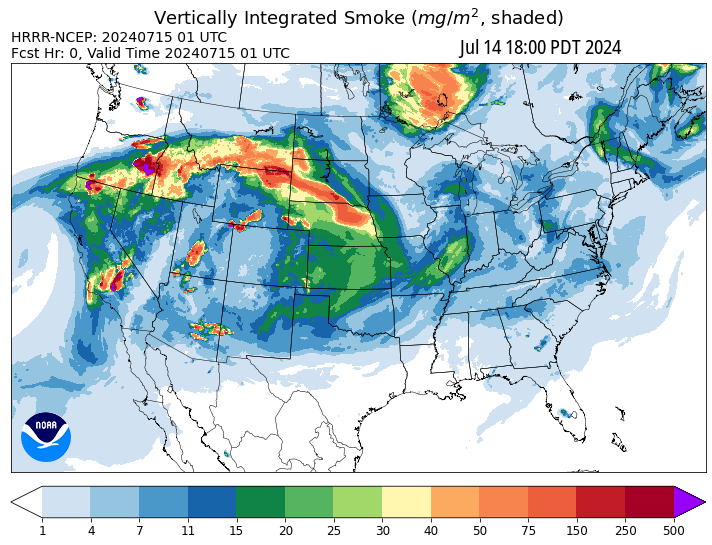 Vertically Integrated Smoke (mg/m², shaded)
HRRR-NCEP: 20240715 01 UTC
Fcst Hr: 0, Valid Time 20240715 01 UTC
Jul 14 18:00 PDT 2024
NOAA
1 4 7 11 15 20 25 30 40 50 75 150 250 500